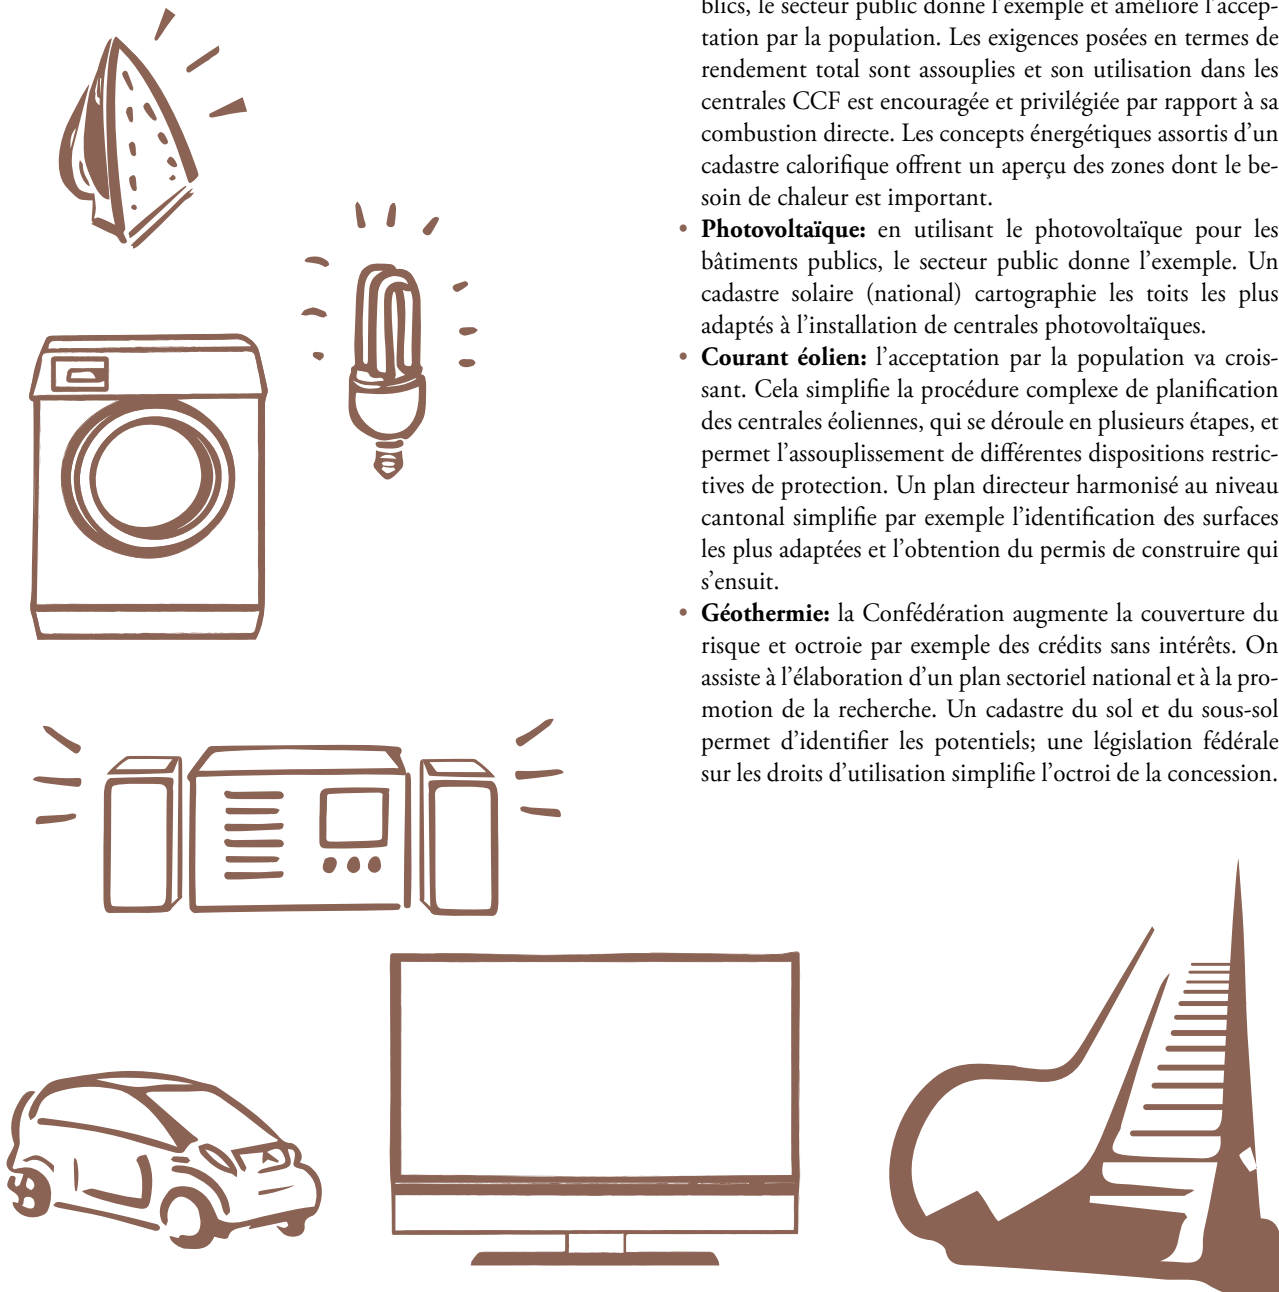 blics, le secteur public donne l’exemple et améliore l’accep-
tation par la population. Les exigences posées en termes de
rendement total sont assouplies et son utilisation dans les
centrales CCF est encouragée et privilégiée par rapport à sa
combustion directe. Les concepts énergétiques assortis d’un
cadastre calorifique offrent un aperçu des zones dont le be-
soin de chaleur est important.
• Photovoltaïque: en utilisant le photovoltaïque pour les
bâtiments publics, le secteur public donne l’exemple. Un
cadastre solaire (national) cartographie les toits les plus
adaptés à l’installation de centrales photovoltaïques.
• Courant éolien: l’acceptation par la population va crois-
sant. Cela simplifie la procédure complexe de planification
des centrales éoliennes, qui se déroule en plusieurs étapes, et
permet l’assouplissement de différentes dispositions restric-
tives de protection. Un plan directeur harmonisé au niveau
cantonal simplifie par exemple l’identification des surfaces
les plus adaptées et l’obtention du permis de construire qui
s’ensuit.
• Géothermie: la Confédération augmente la couverture du
risque et octroie par exemple des crédits sans intérêts. On
assiste à l’élaboration d’un plan sectoriel national et à la pro-
motion de la recherche. Un cadastre du sol et du sous-sol
permet d’identifier les potentiels; une législation fédérale
sur les droits d’utilisation simplifie l’octroi de la concession.